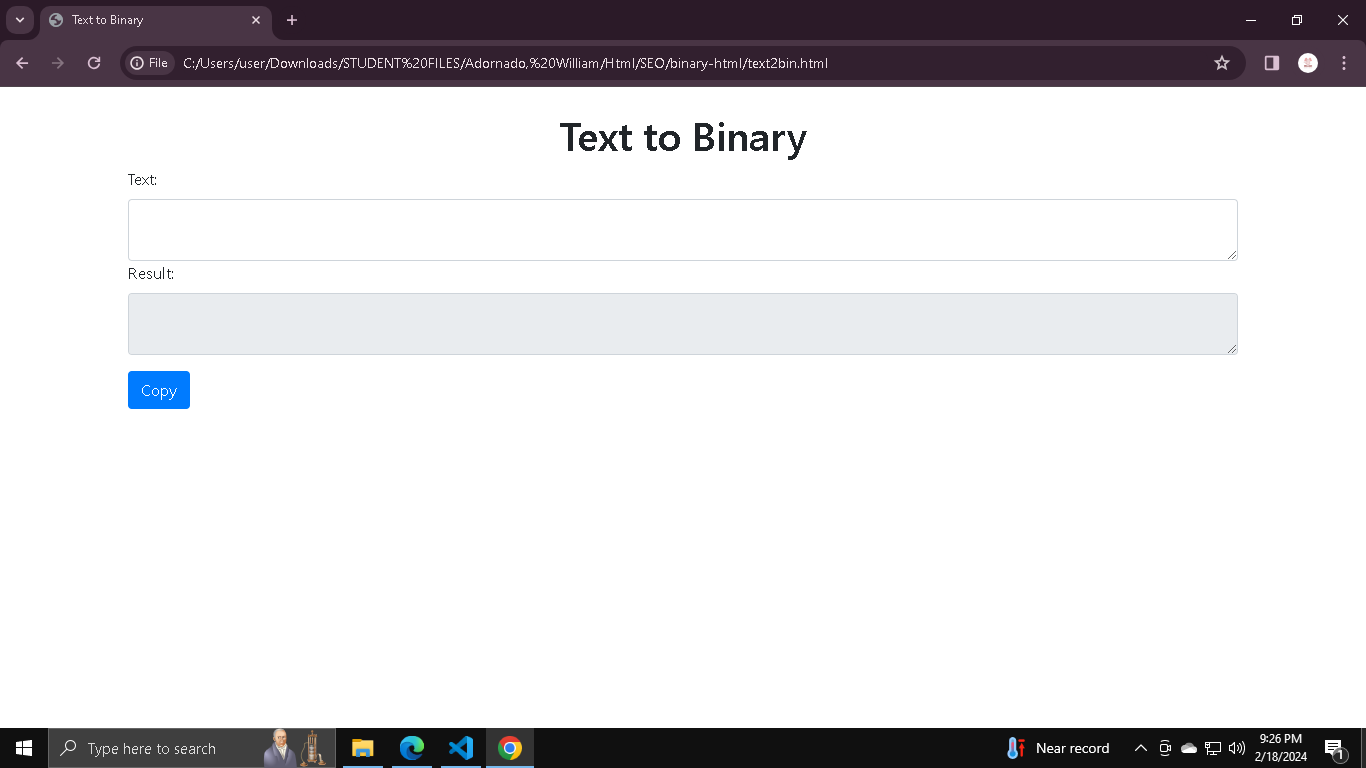 Text to Binary
File C:/Users/user/Downloads/STUDENT%20FILES/Adornado,%20William/Html/SEO/binary-html/text2bin.html
Text to Binary
Text:
Result:
Copy
Type here to search
Near record
9:26 PM
2/18/2024
1